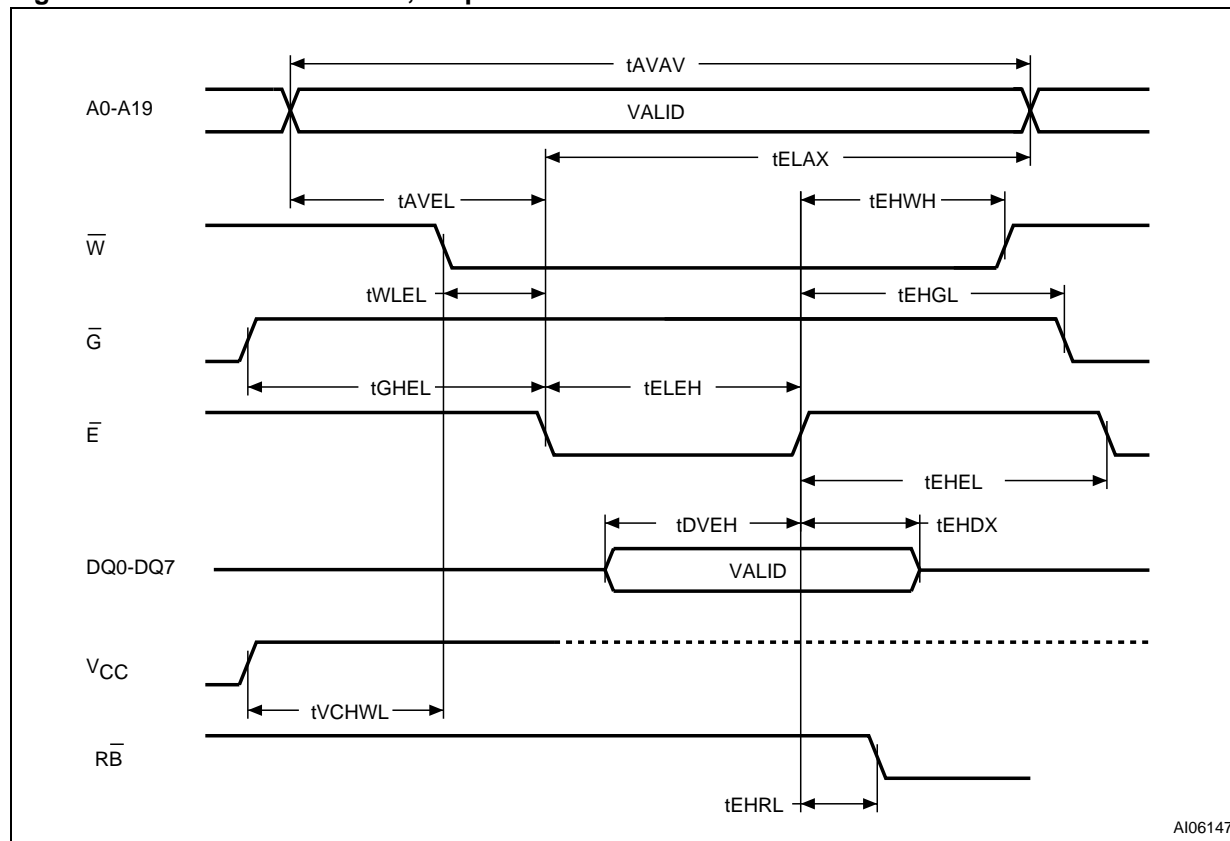 tAVAV
A0-A19
VALID
tELAX
tAVEL
tEHWH
W̅
tWLEL
tEHGL
G̅
tGHEL
tELEH
E̅
tEHEL
tDVEH
tEHDX
DQ0-DQ7
VALID
VCC
tVCHWL
RB̅
tEHRL
AI06147